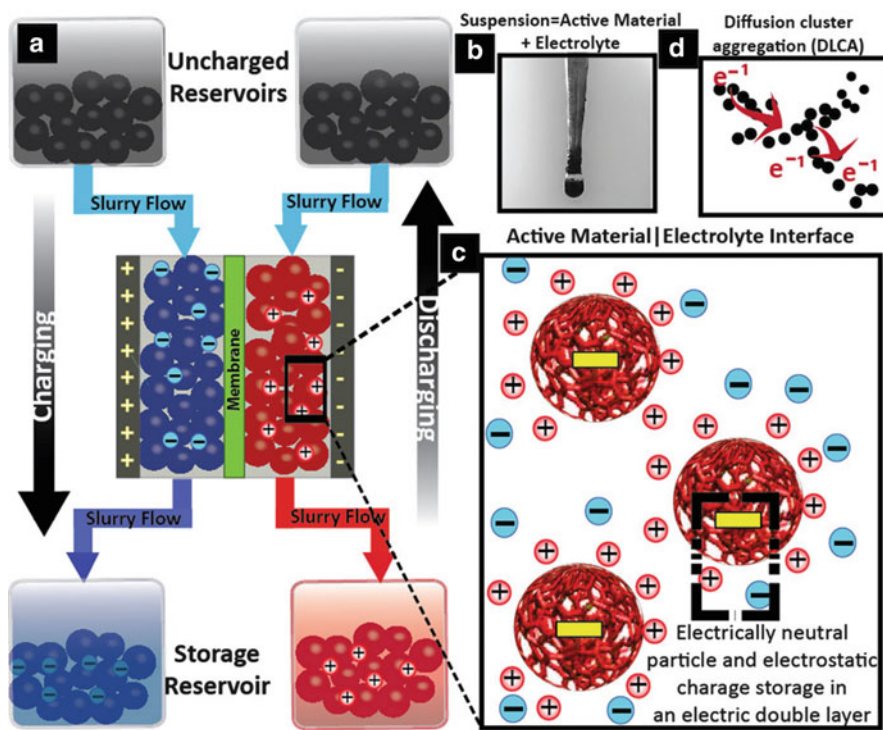 a
Uncharged
Reservoirs
Slurry Flow
Slurry Flow
Charging
Membrane
Discharging
Slurry Flow
Slurry Flow
Storage
Reservoir
Suspension=Active Material
+ Electrolyte
b
Diffusion cluster
aggregation (DLCA)
d
e⁻¹
e⁻¹
e⁻¹
c
Active Material|Electrolyte Interface
Electrically neutral
particle and electrostatic
charage storage in
an electric double layer